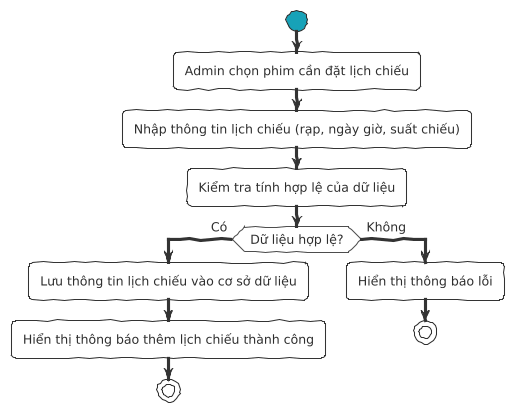 Admin chọn phim cần đặt lịch chiếu
Nhập thông tin lịch chiếu (rạp, ngày giờ, suất chiếu)
Kiểm tra tính hợp lệ của dữ liệu
Có
Dữ liệu hợp lệ?
Không
Lưu thông tin lịch chiếu vào cơ sở dữ liệu
Hiển thị thông báo lỗi
Hiển thị thông báo thêm lịch chiếu thành công